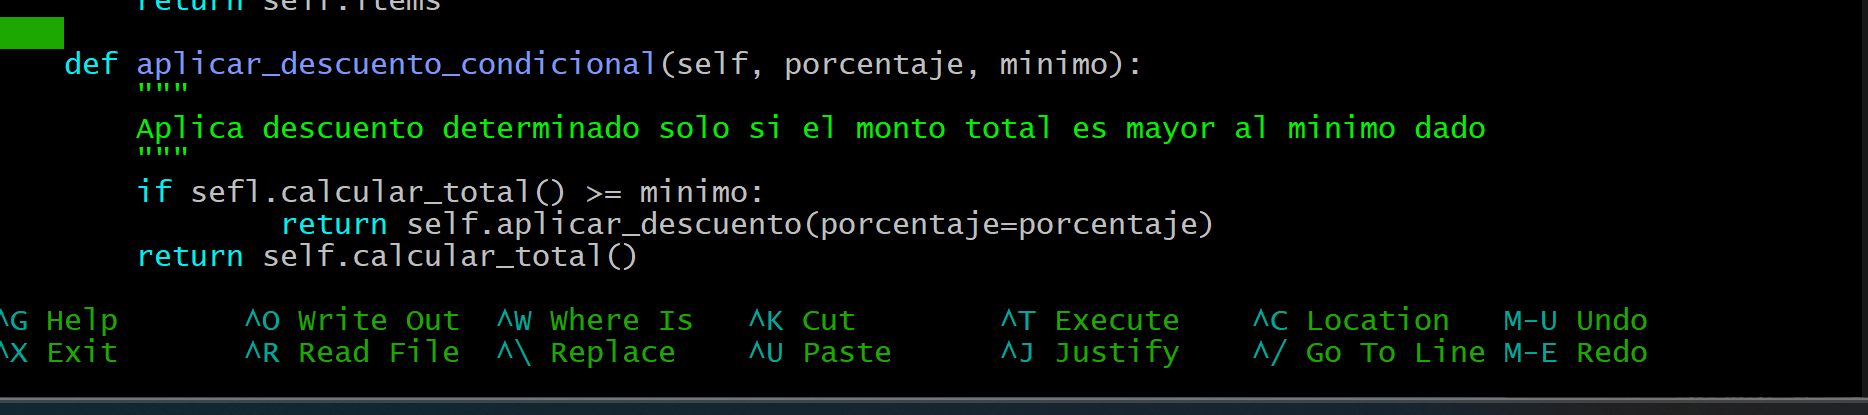 return self.items
def aplicar_descuento_condicional(self, porcentaje, minimo):
"""
Aplica descuento determinado solo si el monto total es mayor al minimo dado
"""
if sefl.calcular_total() >= minimo:
return self.aplicar_descuento(porcentaje=porcentaje)
return self.calcular_total()
^G Help ^O Write Out ^W Where Is ^K Cut ^T Execute ^C Location M-U Undo
^X Exit ^R Read File ^\ Replace ^U Paste ^J Justify ^/ Go To Line M-E Redo